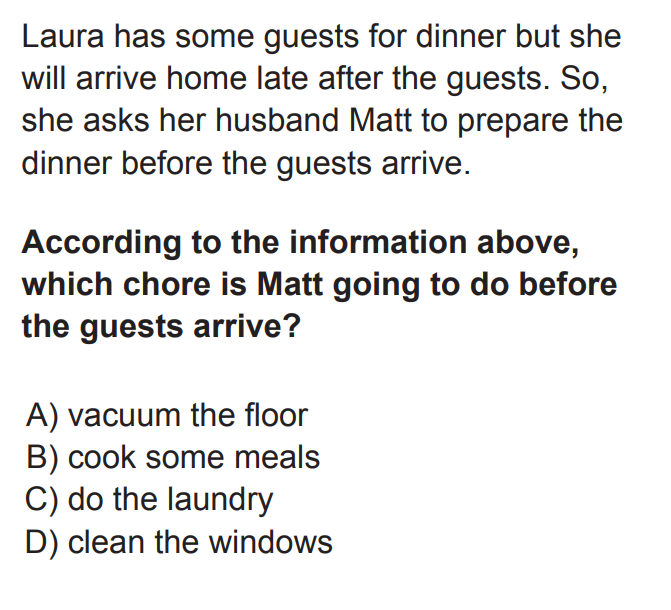 Laura has some guests for dinner but she
will arrive home late after the guests. So,
she asks her husband Matt to prepare the
dinner before the guests arrive.
According to the information above,
which chore is Matt going to do before
the guests arrive?
A) vacuum the floor
B) cook some meals
C) do the laundry
D) clean the windows